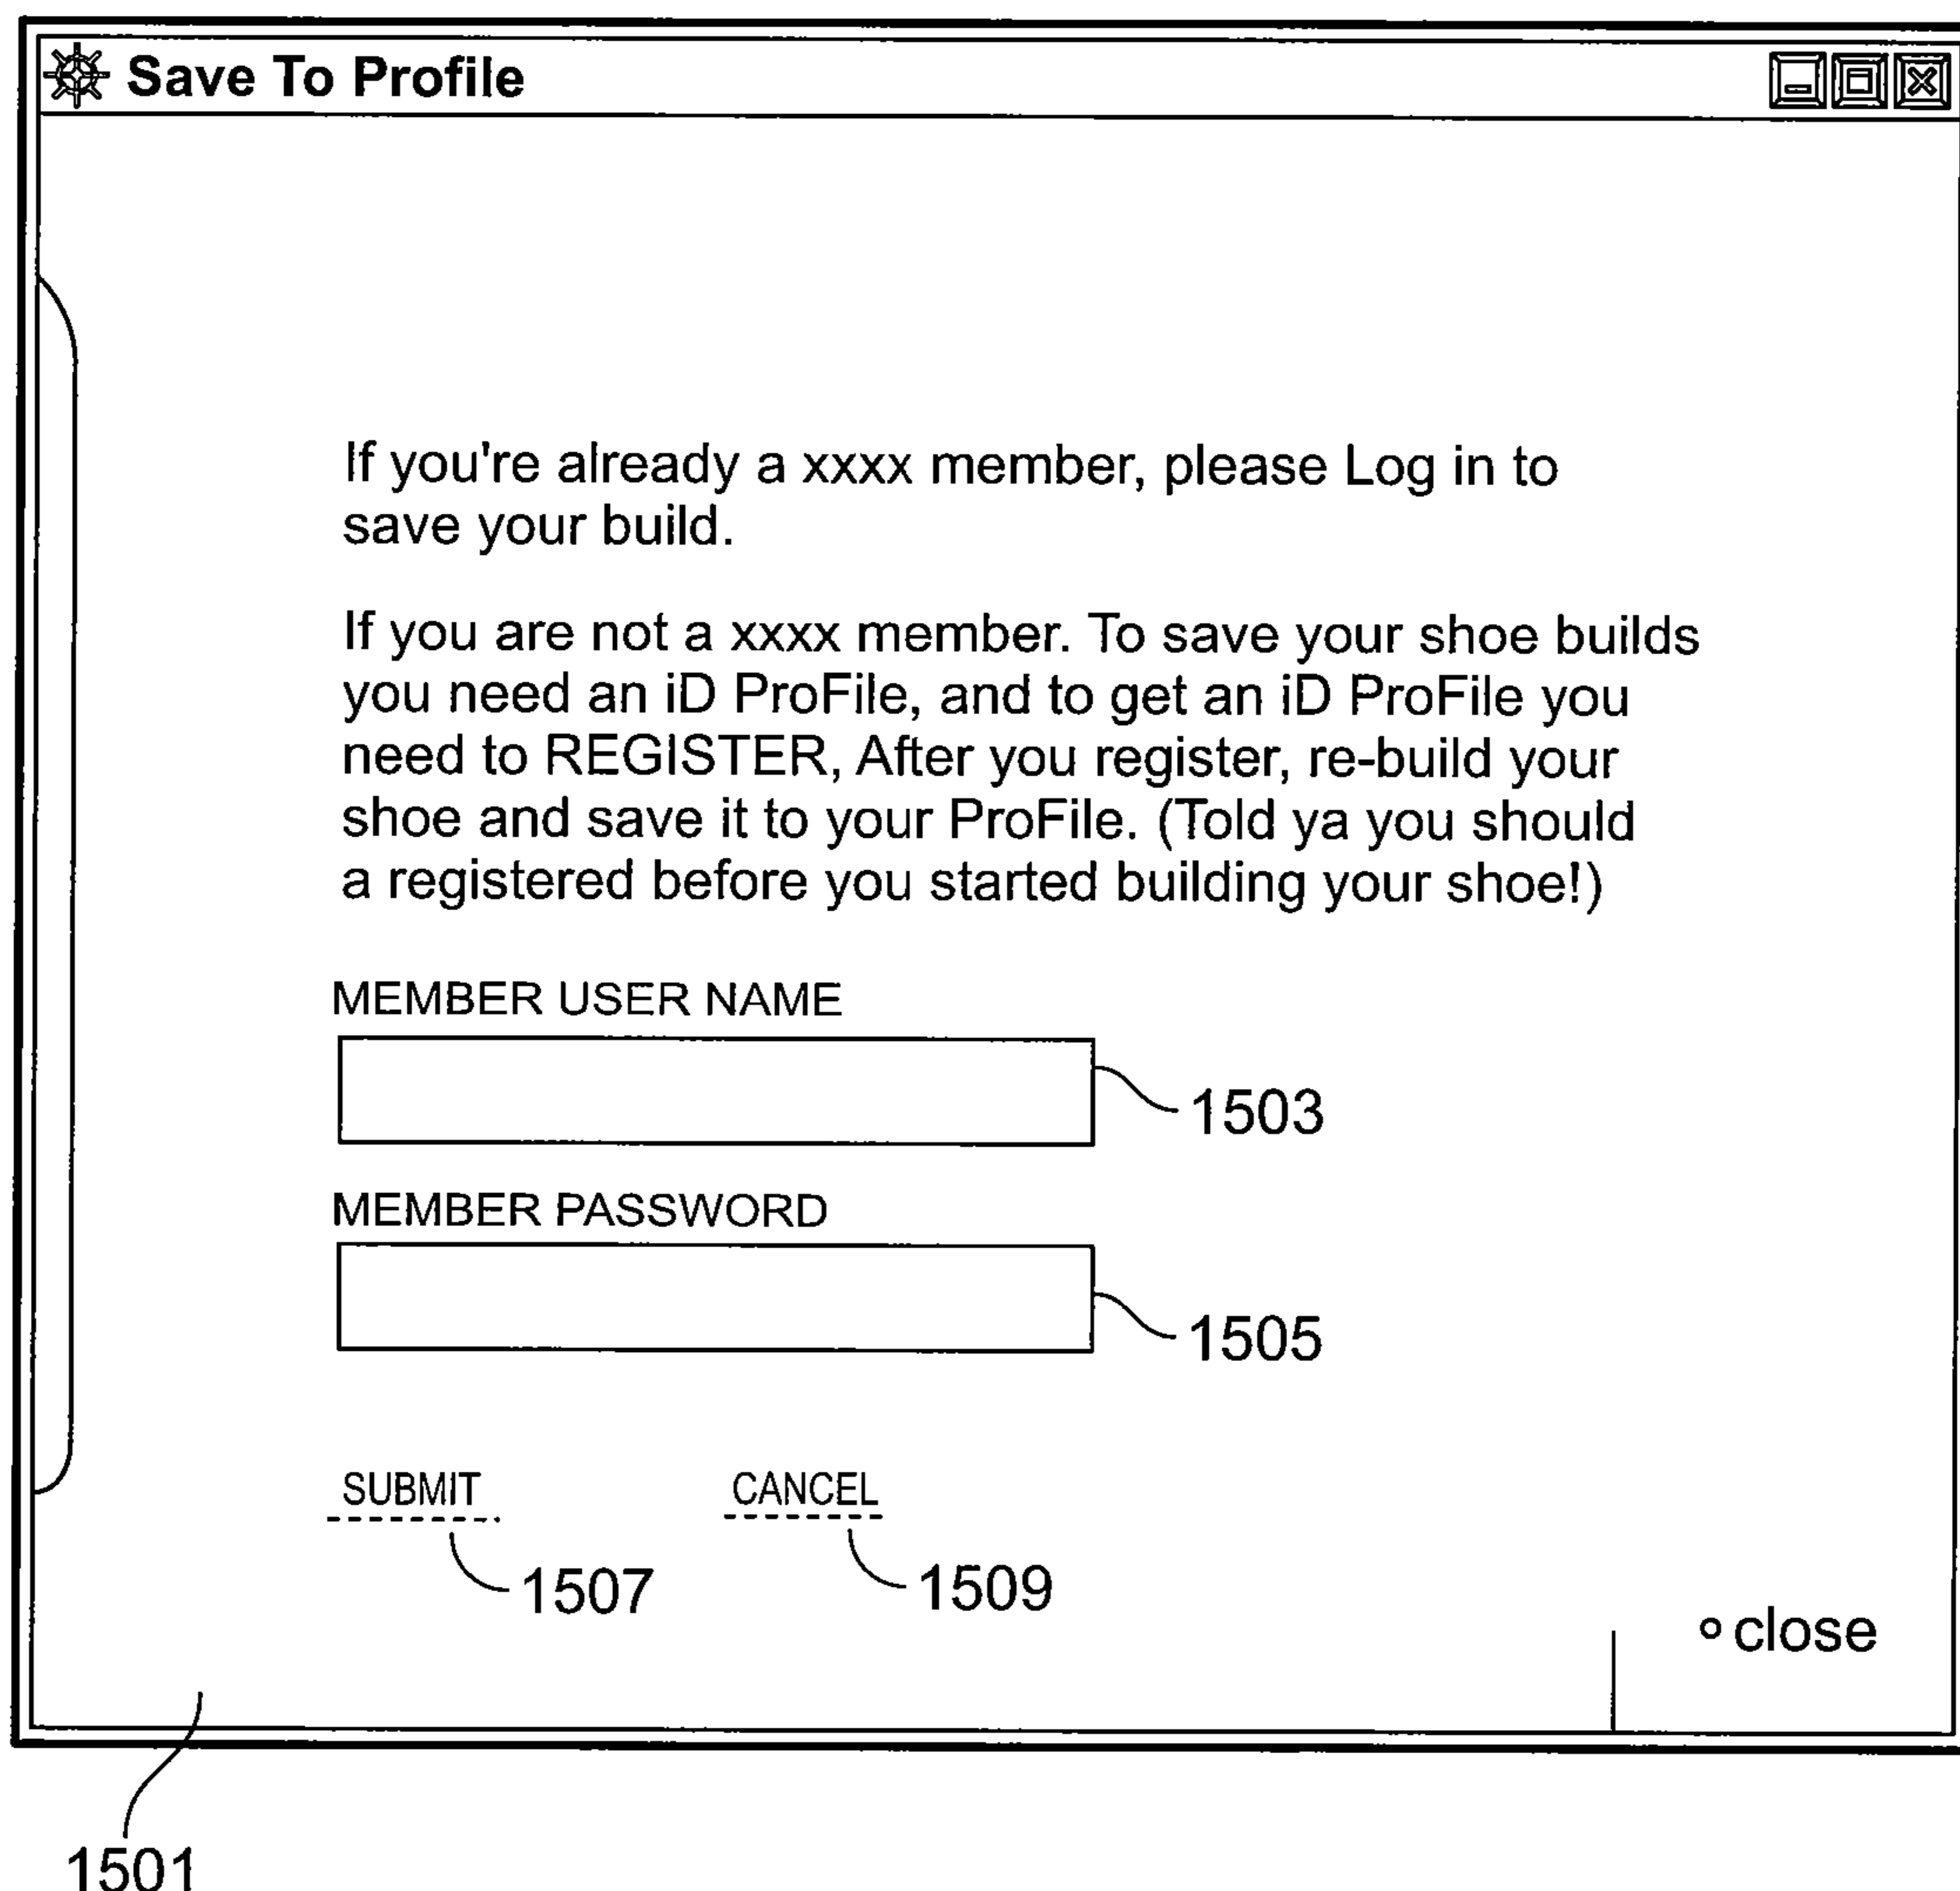 Save To Profile
If you're already a xxxx member, please Log in to
save your build.
If you are not a xxxx member. To save your shoe builds
you need an iD ProFile, and to get an iD ProFile you
need to REGISTER, After you register, re-build your
shoe and save it to your ProFile. (Told ya you should
a registered before you started building your shoe!)
MEMBER USER NAME
1503
MEMBER PASSWORD
1505
SUBMIT CANCEL
1507 1509
close
1501